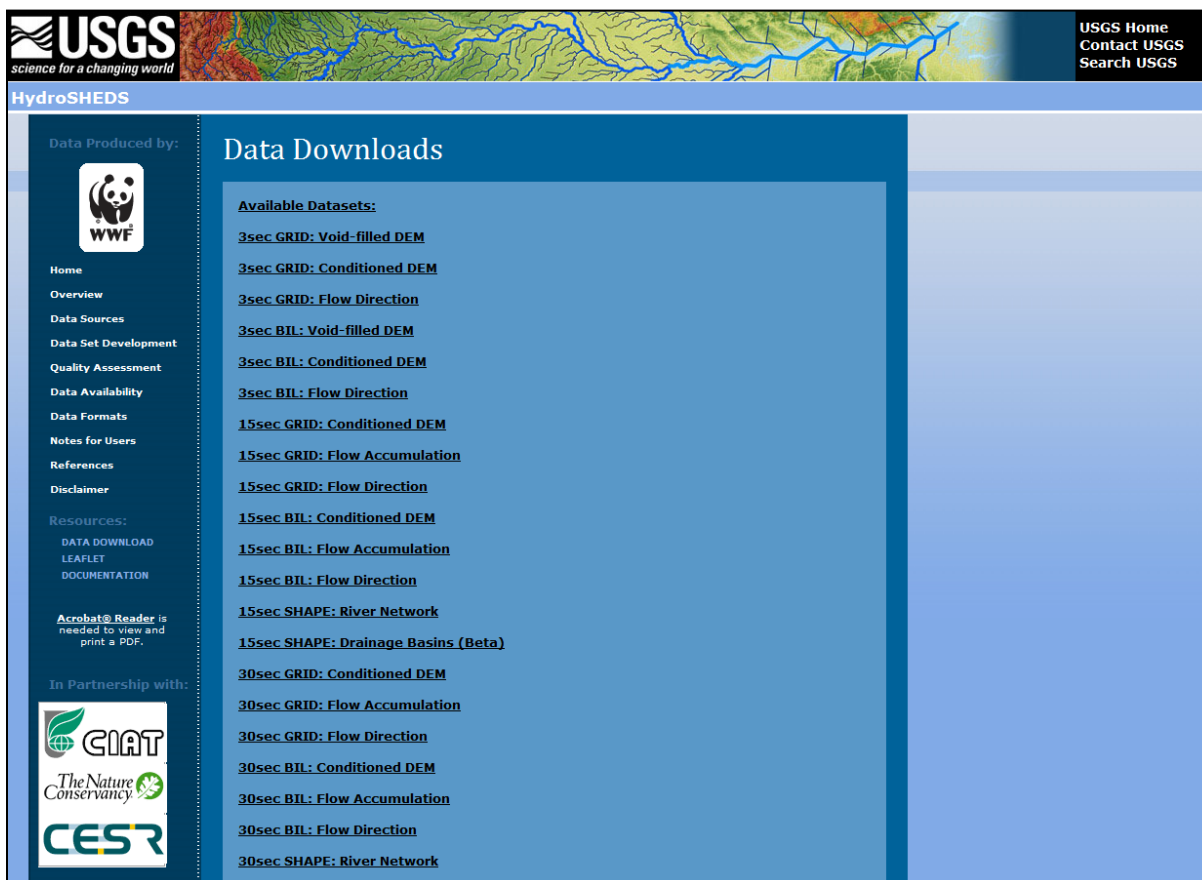 USGS
science for a changing world
USGS Home
Contact USGS
Search USGS
HydroSHEDS
Data Produced by:
WWF
Home
Overview
Data Sources
Data Set Development
Quality Assessment
Data Availability
Data Formats
Notes for Users
References
Disclaimer
Resources:
DATA DOWNLOAD
LEAFLET
DOCUMENTATION
Acrobat® Reader is
needed to view and
print a PDF.
In Partnership with:
CIAT
The Nature
Conservancy
CESR
Data Downloads
Available Datasets:
3sec GRID: Void-filled DEM
3sec GRID: Conditioned DEM
3sec GRID: Flow Direction
3sec BIL: Void-filled DEM
3sec BIL: Conditioned DEM
3sec BIL: Flow Direction
15sec GRID: Conditioned DEM
15sec GRID: Flow Accumulation
15sec GRID: Flow Direction
15sec BIL: Conditioned DEM
15sec BIL: Flow Accumulation
15sec BIL: Flow Direction
15sec SHAPE: River Network
15sec SHAPE: Drainage Basins (Beta)
30sec GRID: Conditioned DEM
30sec GRID: Flow Accumulation
30sec GRID: Flow Direction
30sec BIL: Conditioned DEM
30sec BIL: Flow Accumulation
30sec BIL: Flow Direction
30sec SHAPE: River Network